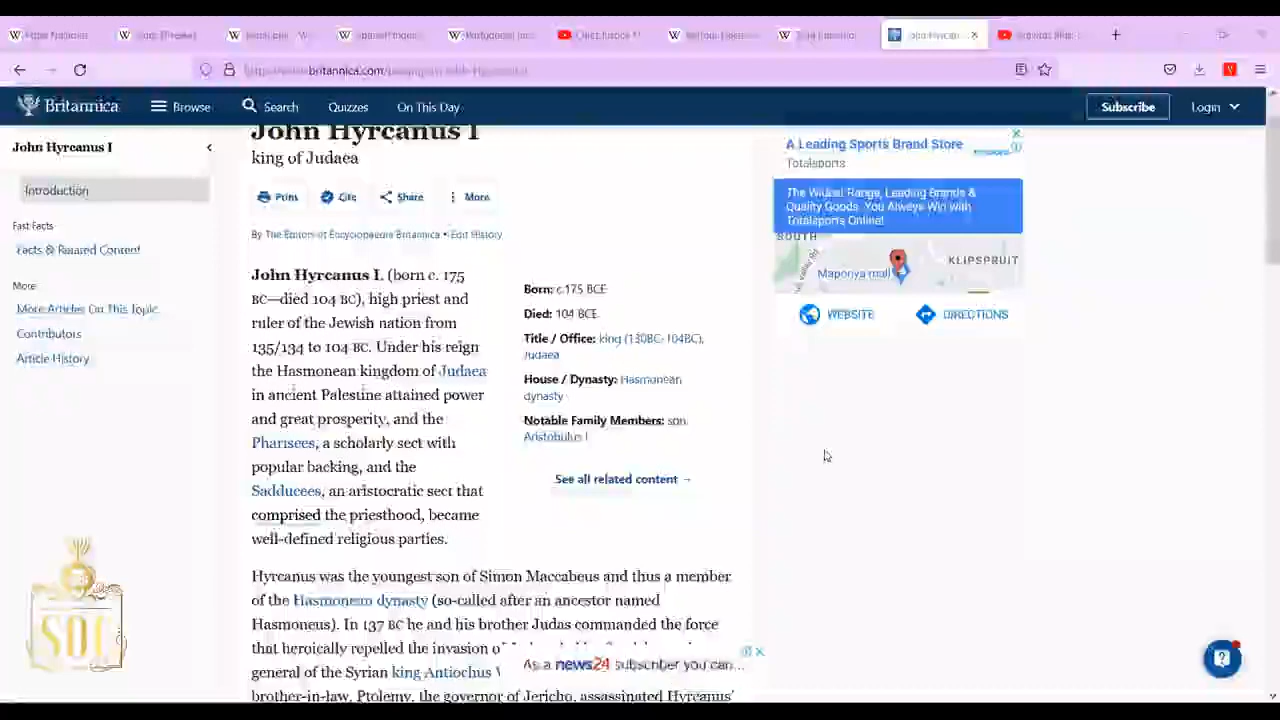 Britannica
Browse
Search
Quizzes
On This Day
Subscribe
Login
John Hyrcanus I
Introduction
Fast Facts
Facts & Related Content
More
More Articles On This Topic
Contributors
Article History
John Hyrcanus I
king of Judaea
Print
Cite
Share
More
By The Editors of Encyclopaedia Britannica • Edit History
John Hyrcanus I, (born c. 175
BC—died 104 BC), high priest and
ruler of the Jewish nation from
135/134 to 104 BC. Under his reign
the Hasmonean kingdom of Judaea
in ancient Palestine attained power
and great prosperity, and the
Pharisees, a scholarly sect with
popular backing, and the
Sadducees, an aristocratic sect that
comprised the priesthood, became
well-defined religious parties.
Born: c.175 BCE
Died: 104 BCE
Title / Office: king (130BC-104BC),
Judaea
House / Dynasty: Hasmonean
dynasty
Notable Family Members: son
Aristobulus I
See all related content →
Hyrcanus was the youngest son of Simon Maccabeus and thus a member
of the Hasmonean dynasty (so-called after an ancestor named
Hasmoneus). In 137 BC he and his brother Judas commanded the force
that heroically repelled the invasion of
general of the Syrian king Antiochus
brother-in-law, Ptolemy, the governor of Jericho, assassinated Hyrcanus'
As a news24 subscriber you can...
A Leading Sports Brand Store
Totalsports
The Widest Range, Leading Brands &
Quality Goods. You Always Win with
Totalsports Online!
SOUTH
KLIPSPRUIT
Maponya mall
WEBSITE
DIRECTIONS
SOI